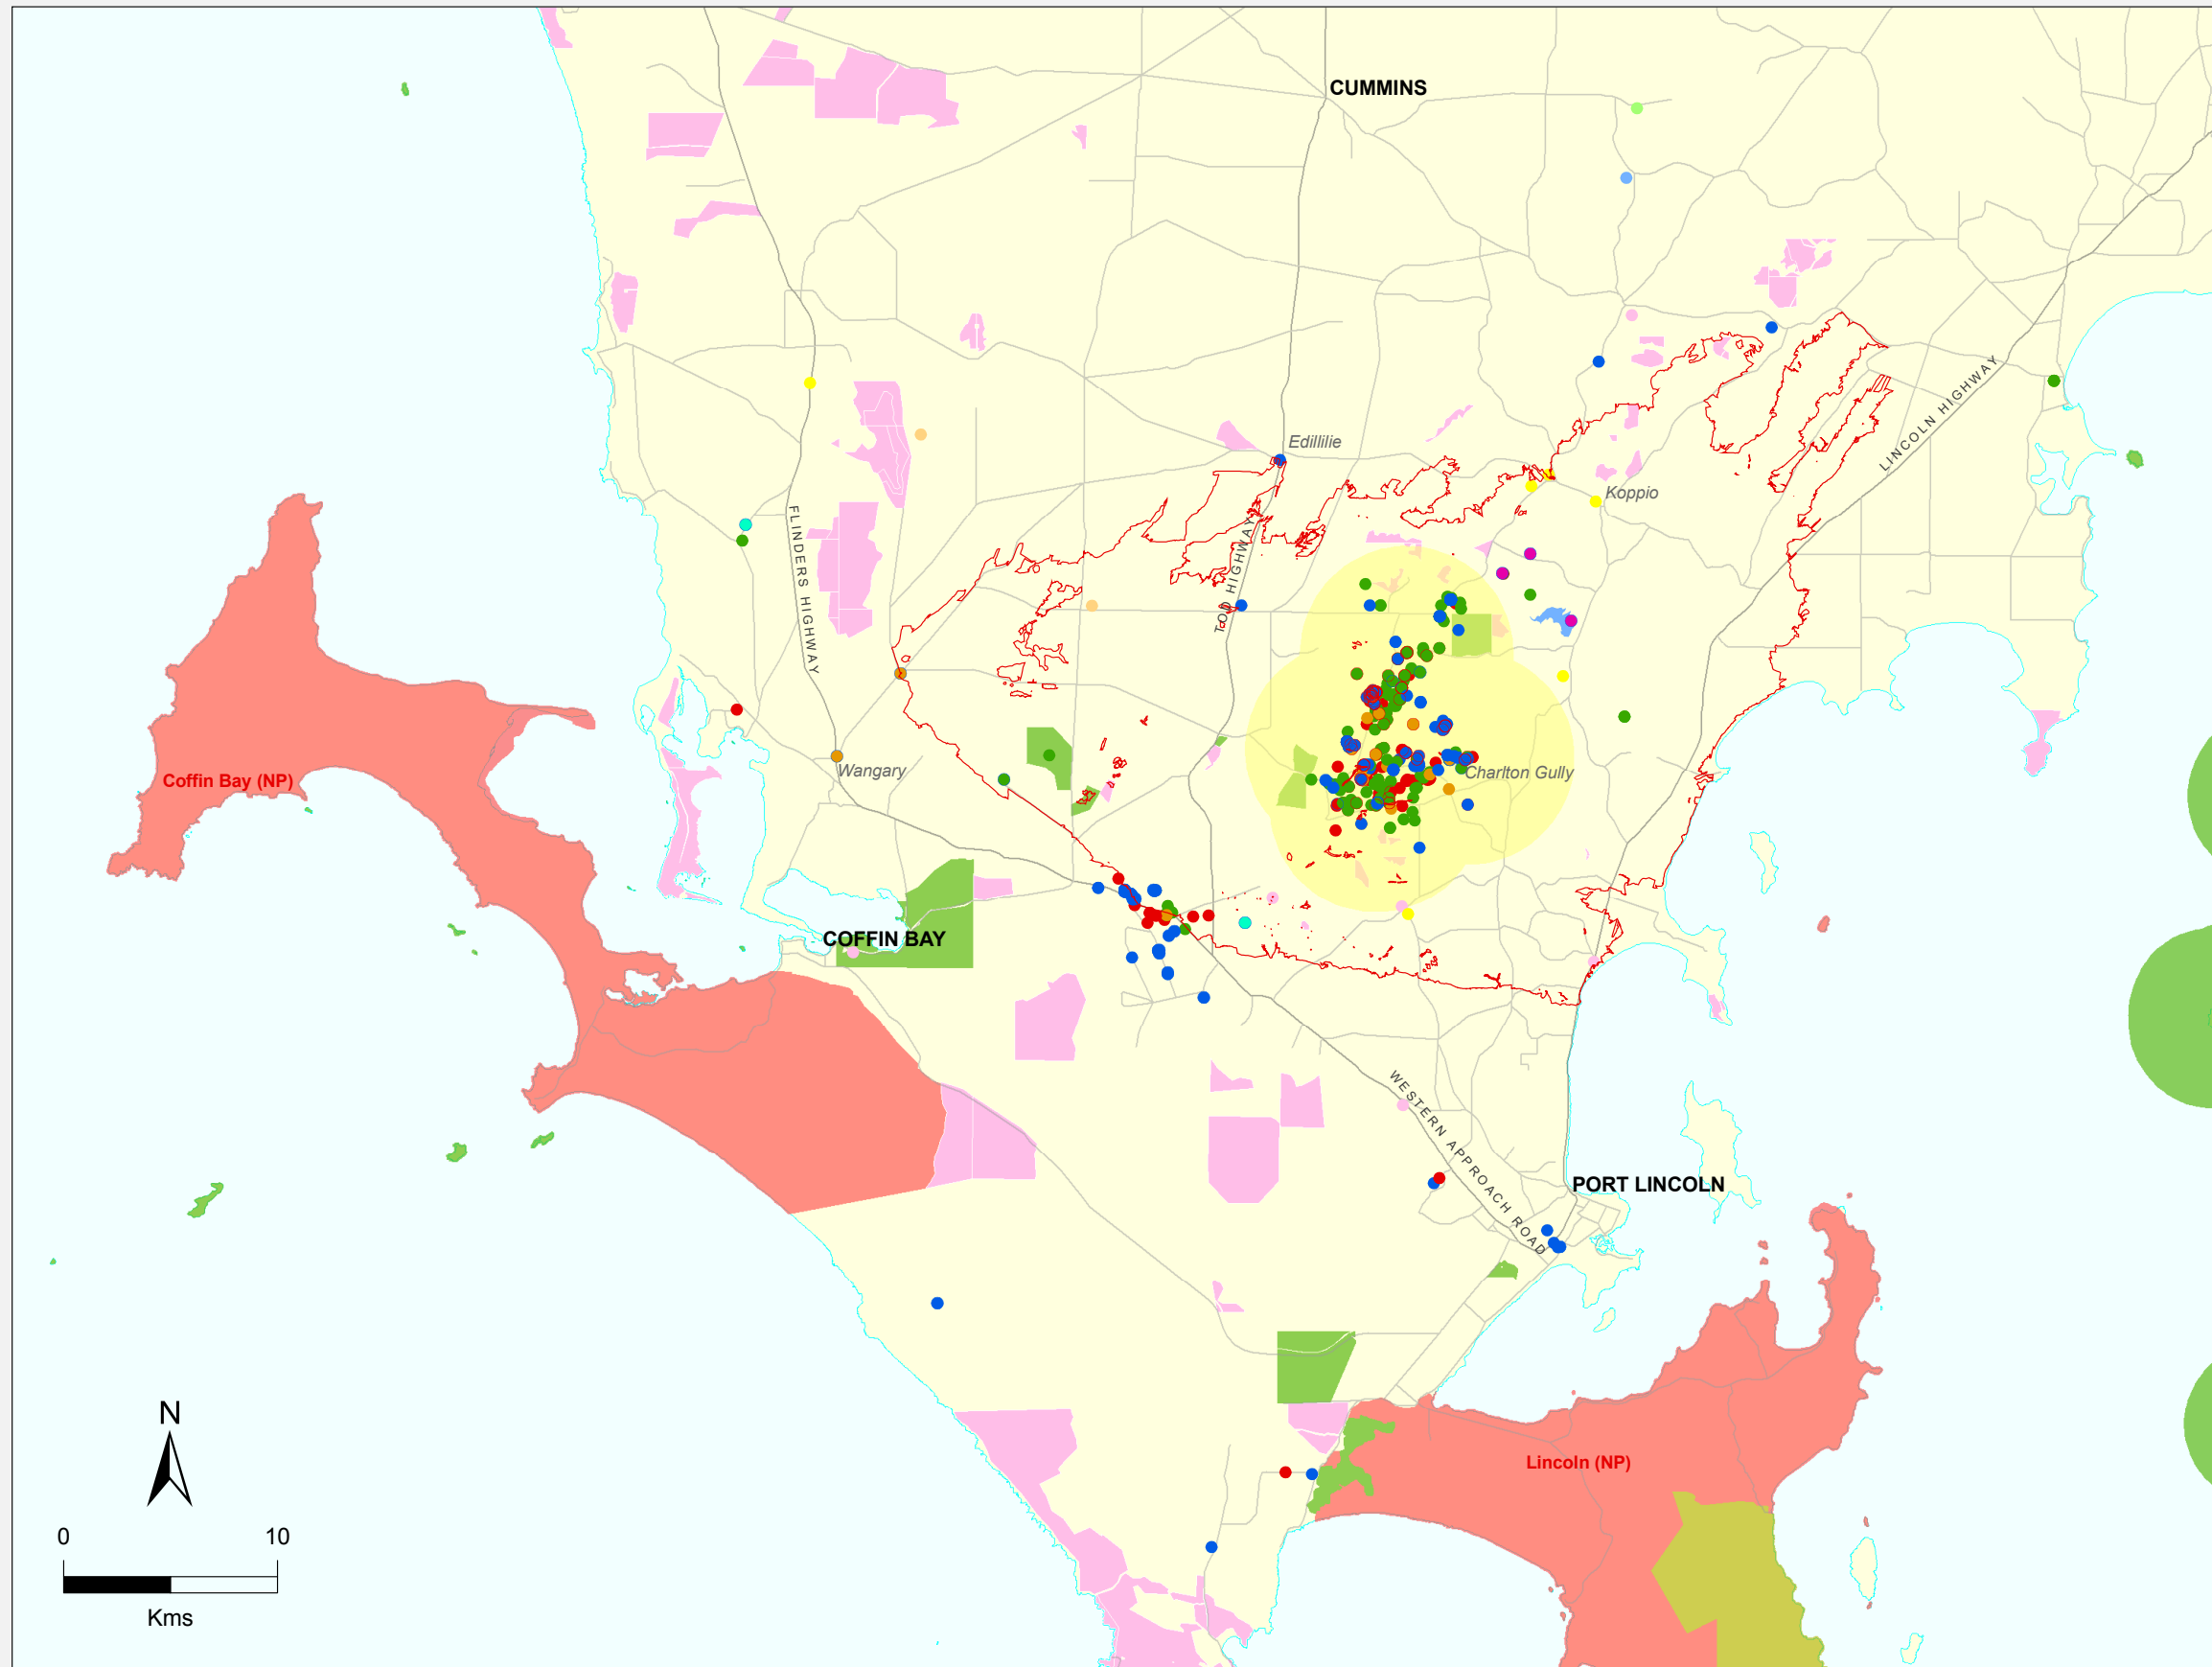 CUMMINS
LINCOLN HIGHWAY
Edillilie
Koppio
FLINDERS HIGHWAY
TOD HIGHWAY
Coffin Bay (NP)
Wangary
Charlton Gully
COFFIN BAY
WESTERN APPROACH ROAD
PORT LINCOLN
N
Lincoln (NP)
0 10
Kms